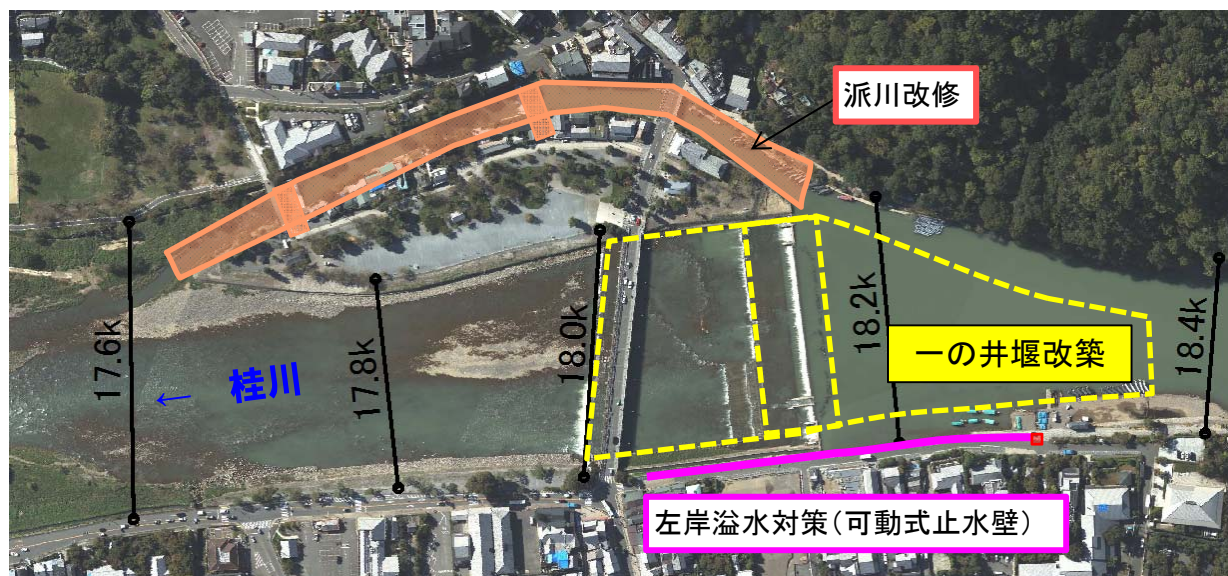 派川改修
17.6k
17.8k
18.0k
18.2k
18.4k
一の井堰改築
← 桂川
左岸溢水対策(可動式止水壁)